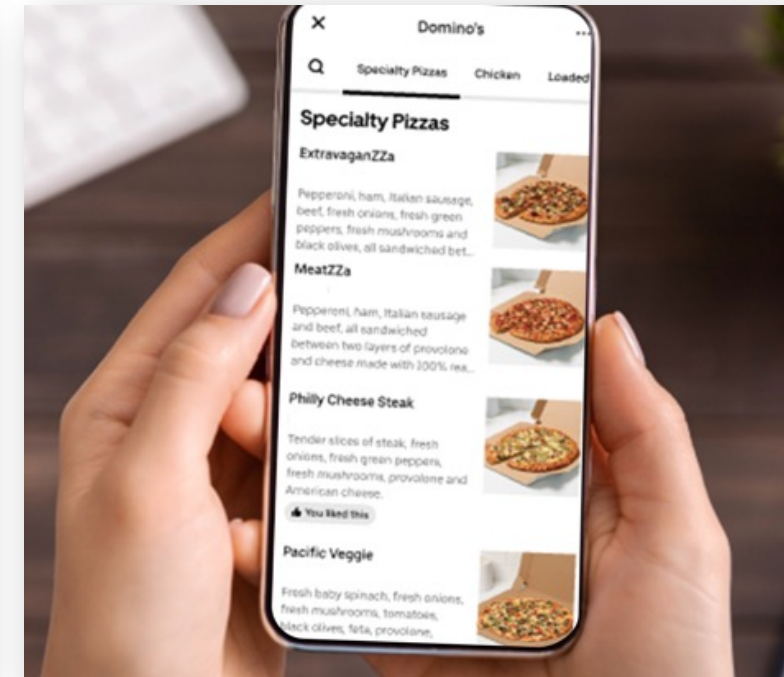 Domino's
Specialty Pizzas Chicken Loaded
Specialty Pizzas
ExtravaganZZa
Pepperoni, ham, Italian sausage,
beef, fresh onions, fresh green
peppers, fresh mushrooms and
black olives, all sandwiched bet...
MeatZZa
Pepperoni, ham, Italian sausage
and beef, all sandwiched
between two layers of provolone
and cheese made with 100% rea...
Philly Cheese Steak
Tender slices of steak, fresh
onions, fresh green peppers,
fresh mushrooms, provolone and
American cheese.
You liked this
Pacific Veggie
Fresh baby spinach, fresh onions,
fresh mushrooms, tomatoes,
black olives, feta, provolone,